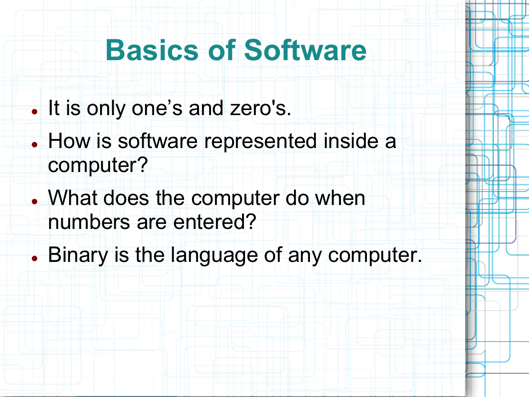 Basics of Software
● It is only one’s and zero's.
● How is software represented inside a
computer?
● What does the computer do when
numbers are entered?
● Binary is the language of any computer.